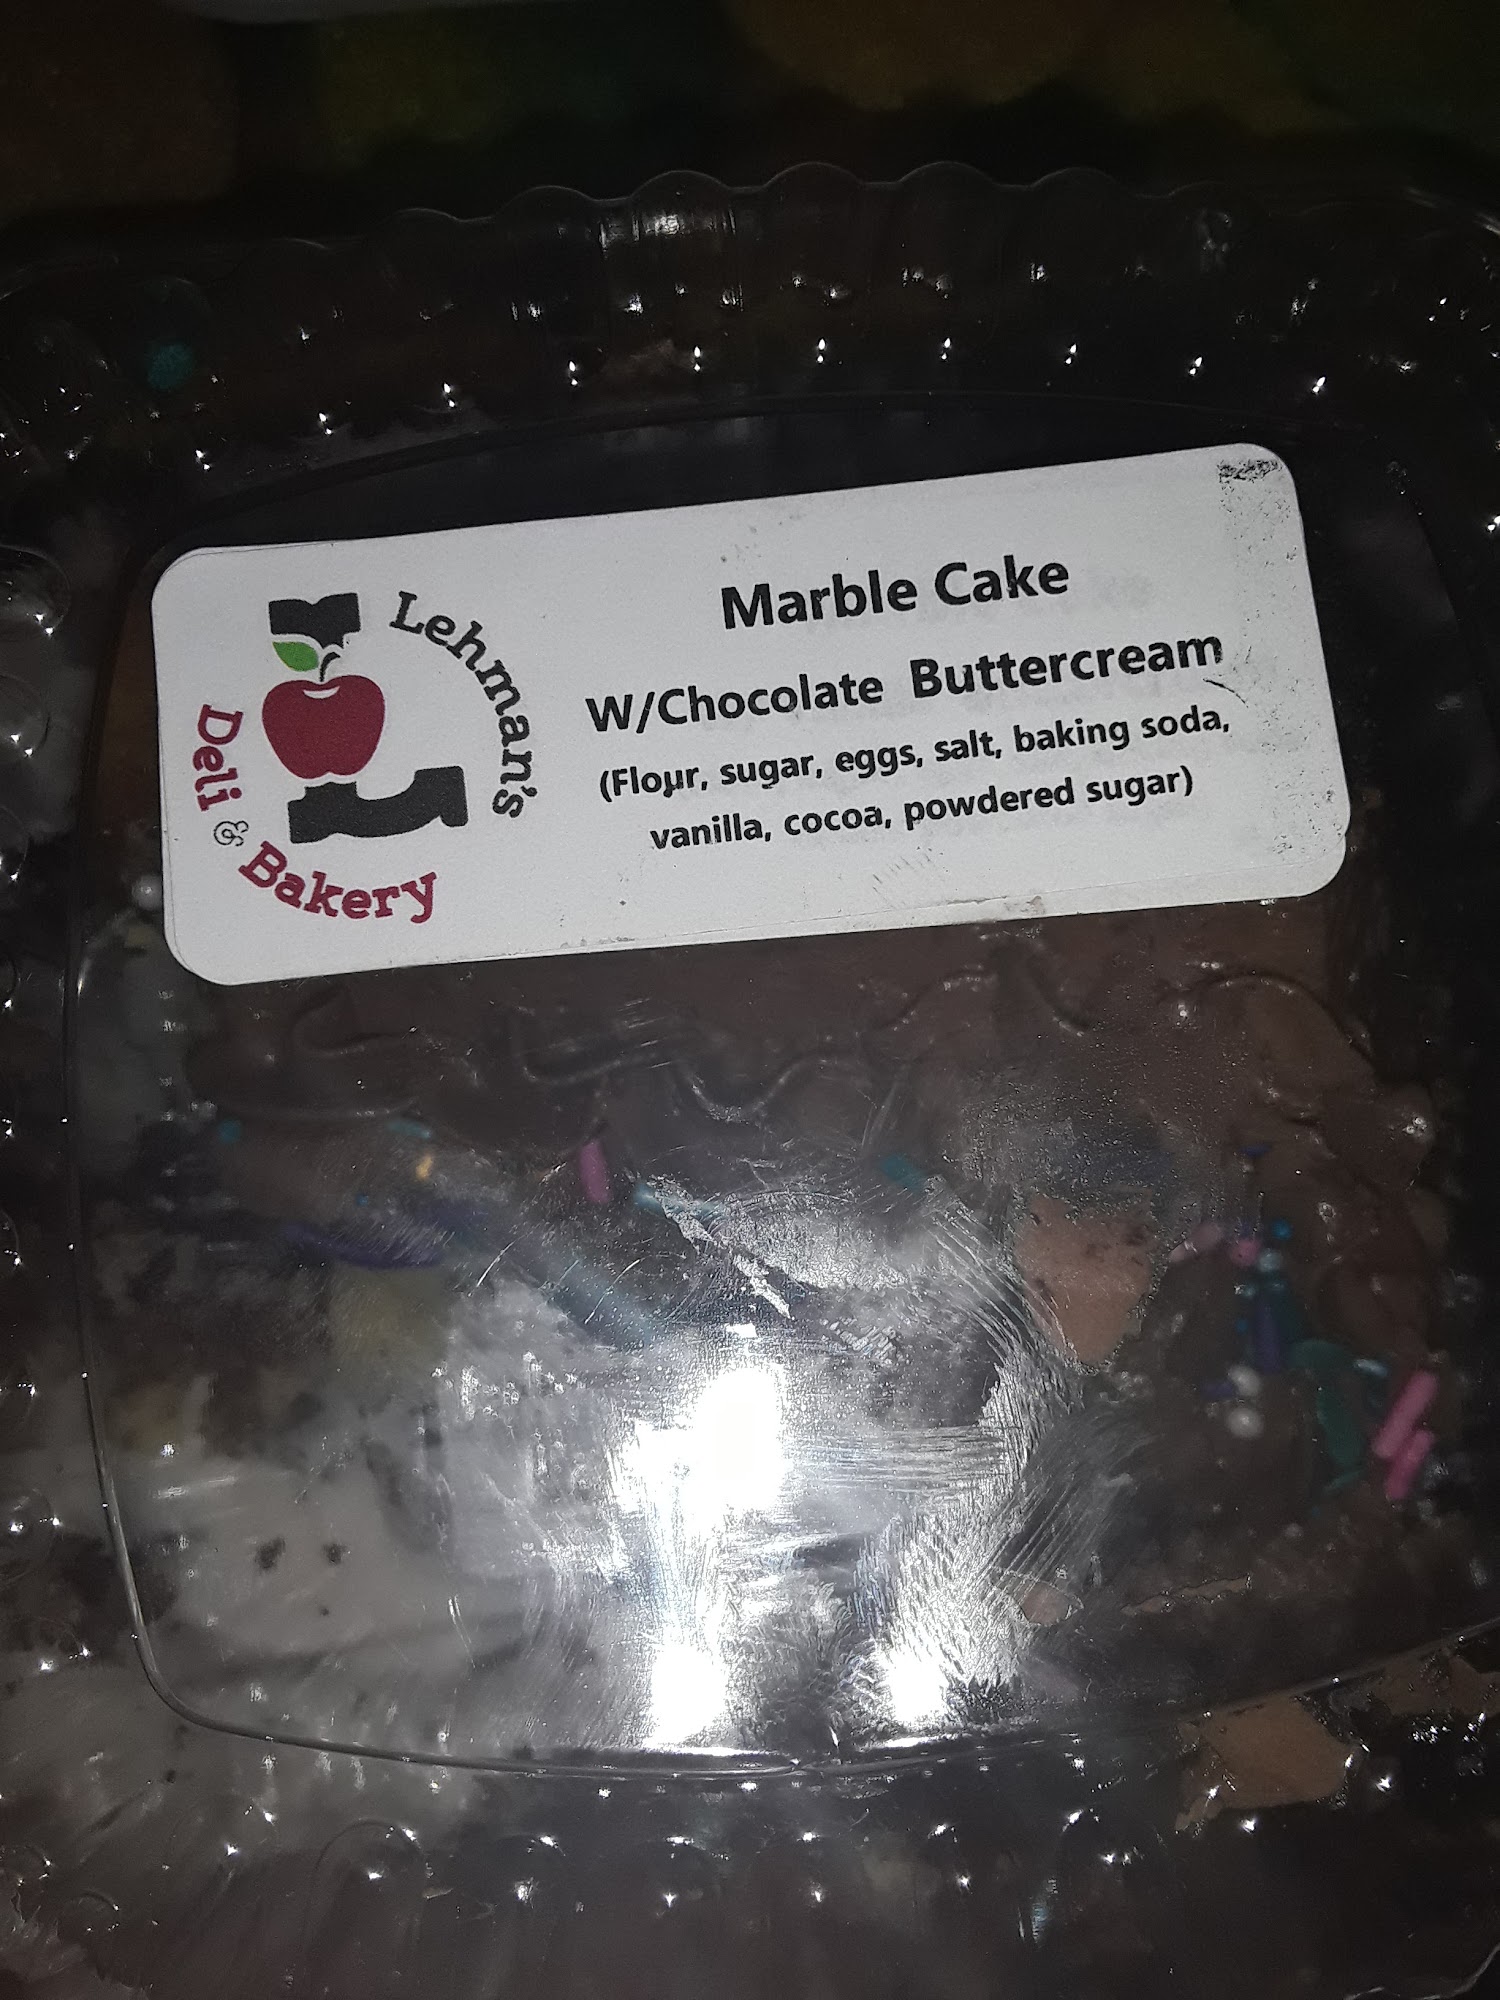 Lehman's
Deli & Bakery
Marble Cake
W/Chocolate Buttercream
(Flour, sugar, eggs, salt, baking soda,
vanilla, cocoa, powdered sugar)